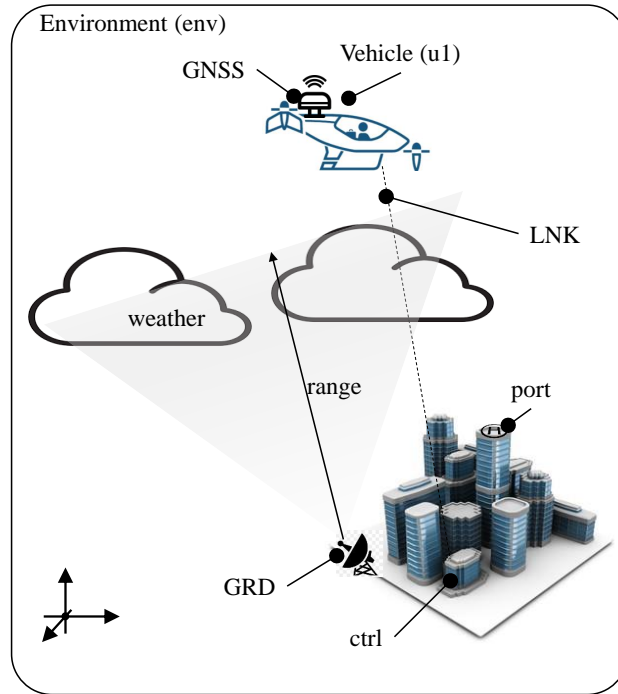 Environment (env)
Vehicle (u1)
GNSS
LNK
weather
range
port
GRD
ctrl